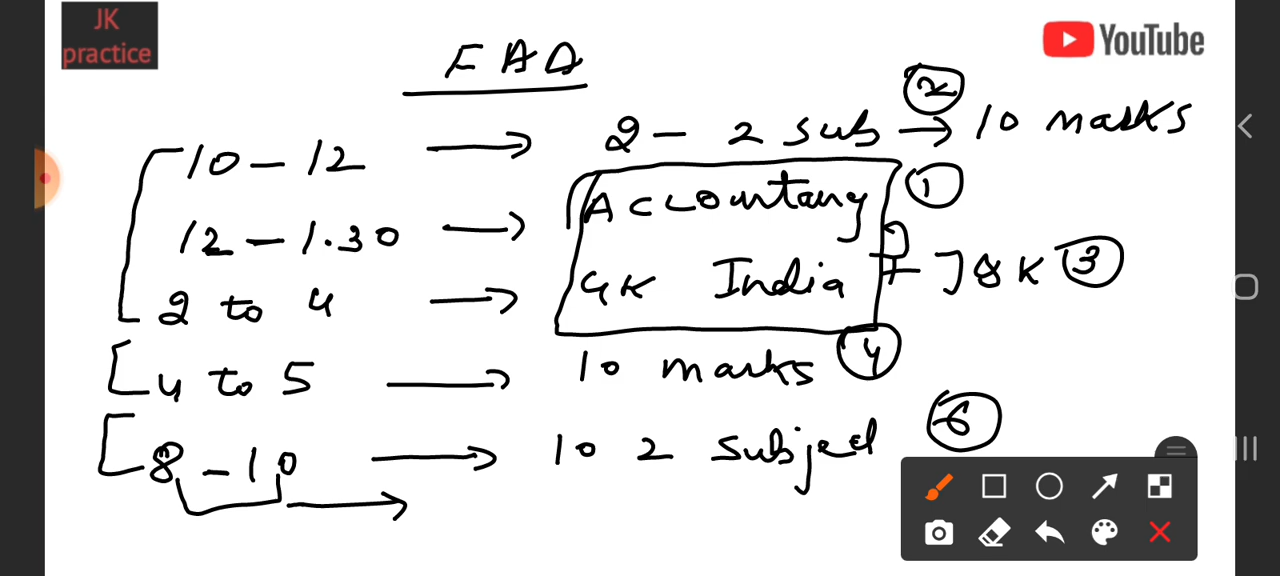 JK
practice
YouTube
FAA
10 - 12 → 2 - 2 sub → 10 marks ②
12 - 1.30 → Accountancy ①
2 to 4 → GK India + J&K ③
4 to 5 → 10 marks ④
8 - 10 → 10 2 subject ⑥